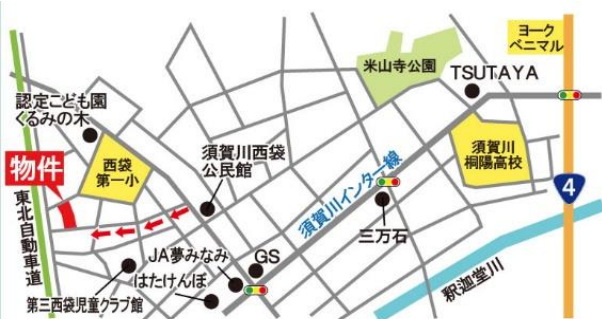 ヨーク
ベニマル
米山寺公園
TSUTAYA
認定こども園
くるみの木
西袋
第一小
須賀川西袋
公民館
須賀川
桐陽高校
物件
4
須賀川インター線
東北自動車道
三万石
JA夢みなみ
GS
はたけんぼ
釈迦堂川
第三西袋児童クラブ館